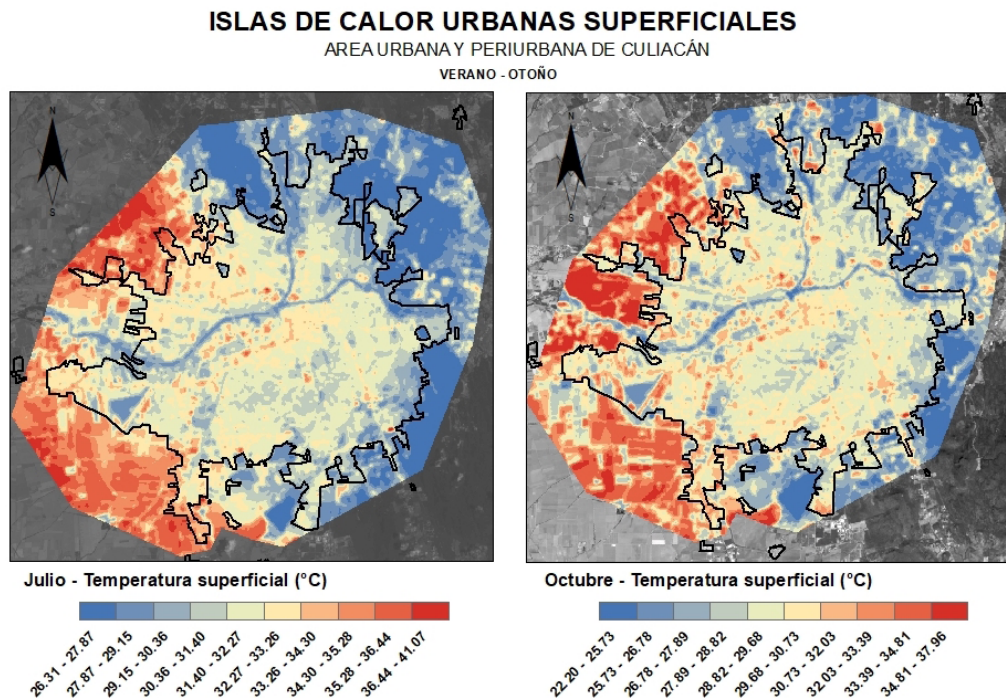 ISLAS DE CALOR URBANAS SUPERFICIALES
AREA URBANA Y PERIURBANA DE CULIACÁN
VERANO - OTOÑO
N
S
N
S
Julio - Temperatura superficial (°C)
26.31 - 27.87
27.87 - 29.15
29.15 - 30.36
30.36 - 31.40
31.40 - 32.27
32.27 - 33.26
33.26 - 34.30
34.30 - 35.28
35.28 - 36.44
36.44 - 41.07
Octubre - Temperatura superficial (°C)
22.20 - 25.73
25.73 - 26.78
26.78 - 27.89
27.89 - 28.82
28.82 - 29.68
29.68 - 30.73
30.73 - 32.03
32.03 - 33.39
33.39 - 34.81
34.81 - 37.96